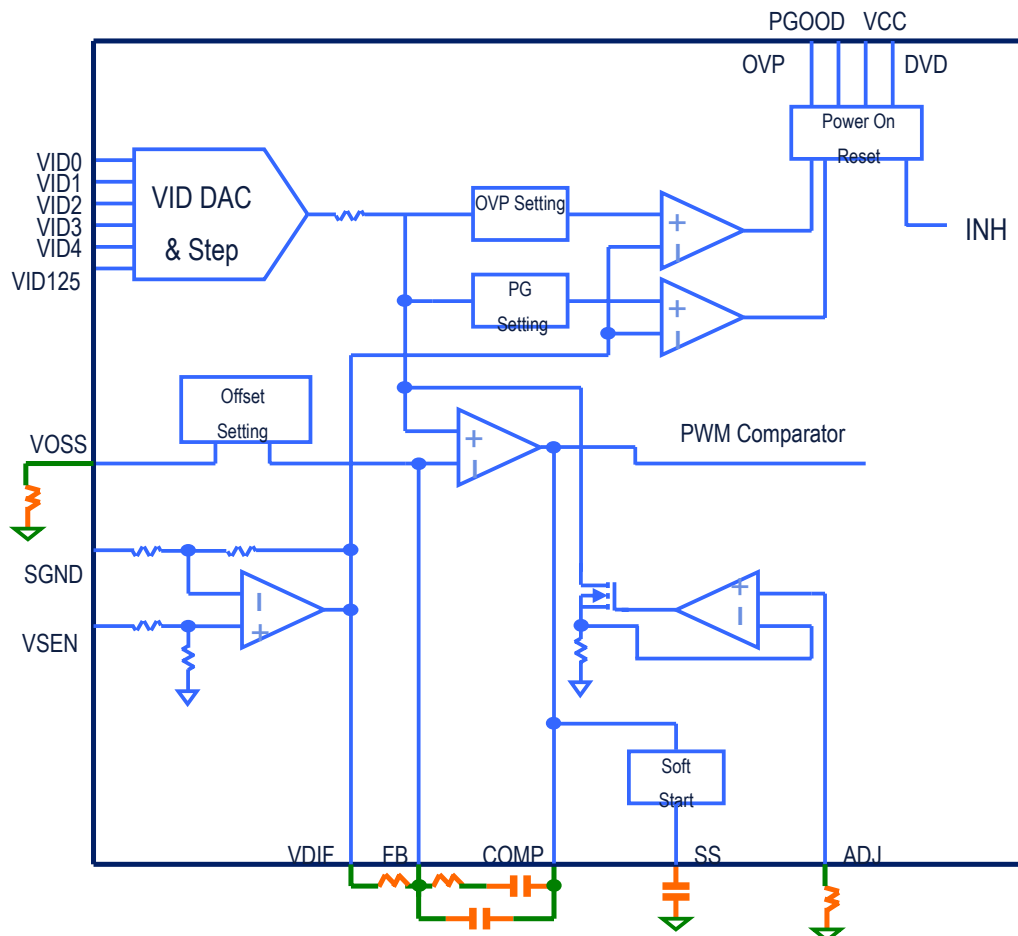 PGOOD VCC
OVP DVD
Power On
Reset
VID0
VID1
VID2
VID3
VID4
VID125
VID DAC
& Step
OVP Setting
+
–
INH
PG
Setting
+
–
Offset
Setting
VOSS
+
–
PWM Comparator
SGND
–
+
VSEN
+
–
Soft
Start
VDIF FB COMP SS ADJ